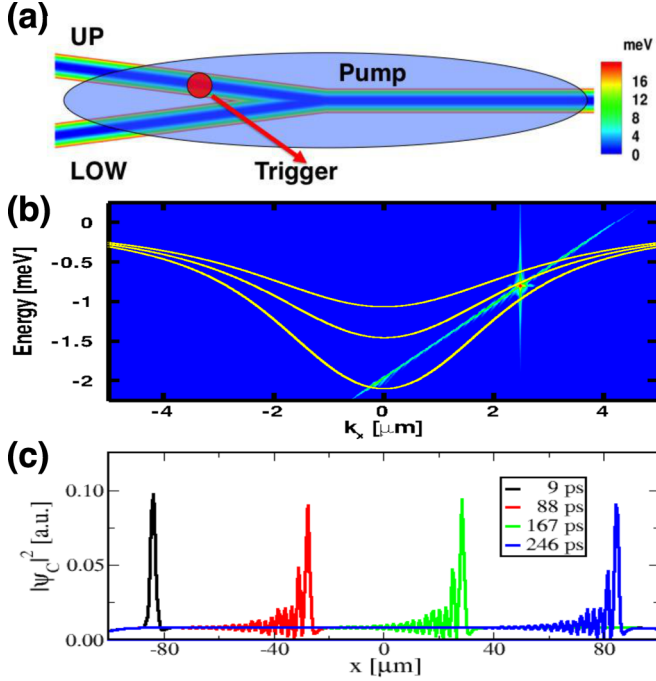 (a)
UP
Pump
LOW
Trigger
meV
16
12
8
4
0
(b)
Energy [meV]
0
-0.5
-1
-1.5
-2
-4
-2
0
2
4
kₓ [μm]
(c)
|ψC|² [a.u.]
0.10
0.05
0.00
9 ps
88 ps
167 ps
246 ps
-80
-40
0
40
80
x [μm]